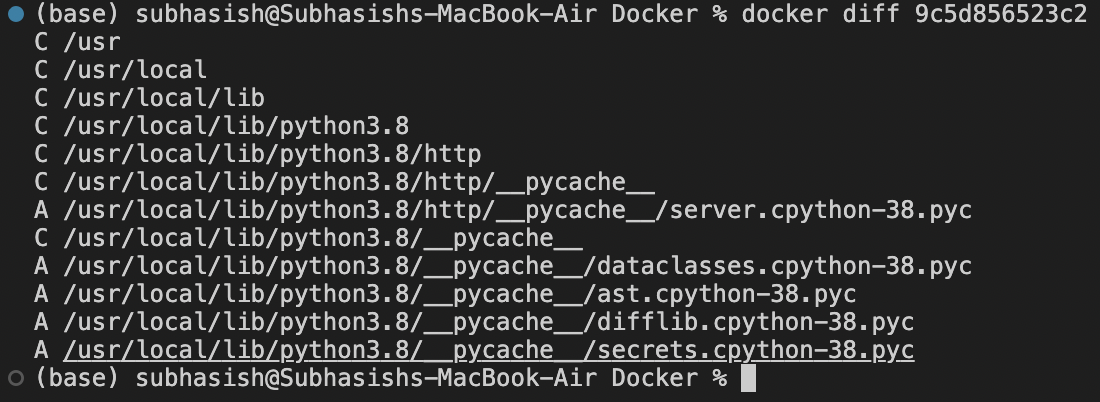 (base) subhasish@Subhasishs-MacBook-Air Docker % docker diff 9c5d856523c2
C /usr
C /usr/local
C /usr/local/lib
C /usr/local/lib/python3.8
C /usr/local/lib/python3.8/http
C /usr/local/lib/python3.8/http/__pycache__
A /usr/local/lib/python3.8/http/__pycache__/server.cpython-38.pyc
C /usr/local/lib/python3.8/__pycache__
A /usr/local/lib/python3.8/__pycache__/dataclasses.cpython-38.pyc
A /usr/local/lib/python3.8/__pycache__/ast.cpython-38.pyc
A /usr/local/lib/python3.8/__pycache__/difflib.cpython-38.pyc
A /usr/local/lib/python3.8/__pycache__/secrets.cpython-38.pyc
(base) subhasish@Subhasishs-MacBook-Air Docker %